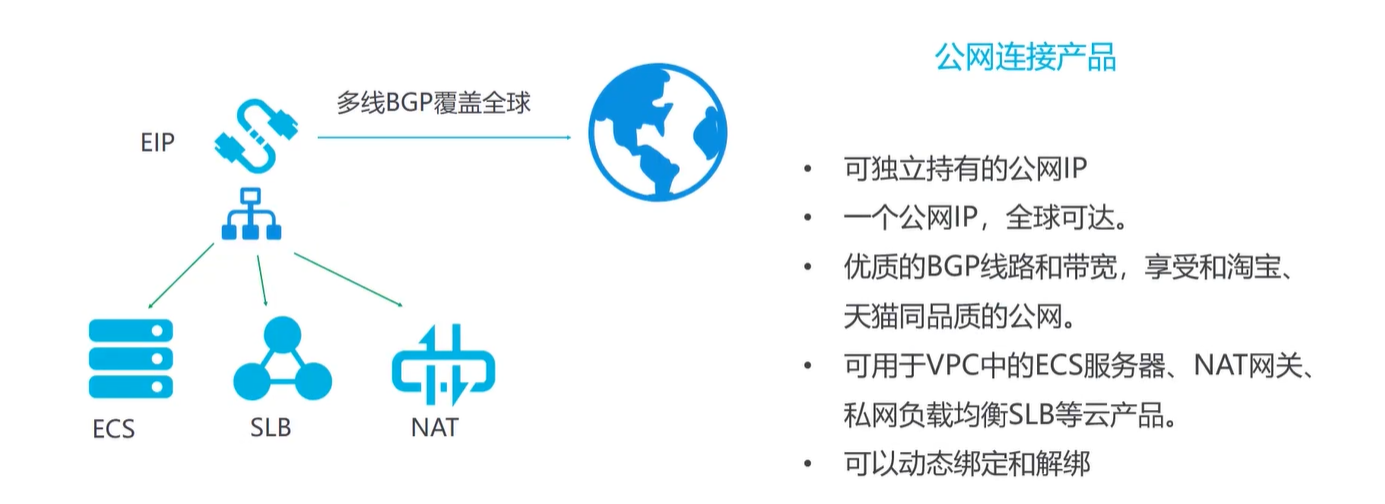 公网连接产品
多线BGP覆盖全球
EIP
ECS
SLB
NAT
• 可独立持有的公网IP
• 一个公网IP，全球可达。
• 优质的BGP线路和带宽，享受和淘宝、
天猫同品质的公网。
• 可用于VPC中的ECS服务器、NAT网关、
私网负载均衡SLB等云产品。
• 可以动态绑定和解绑